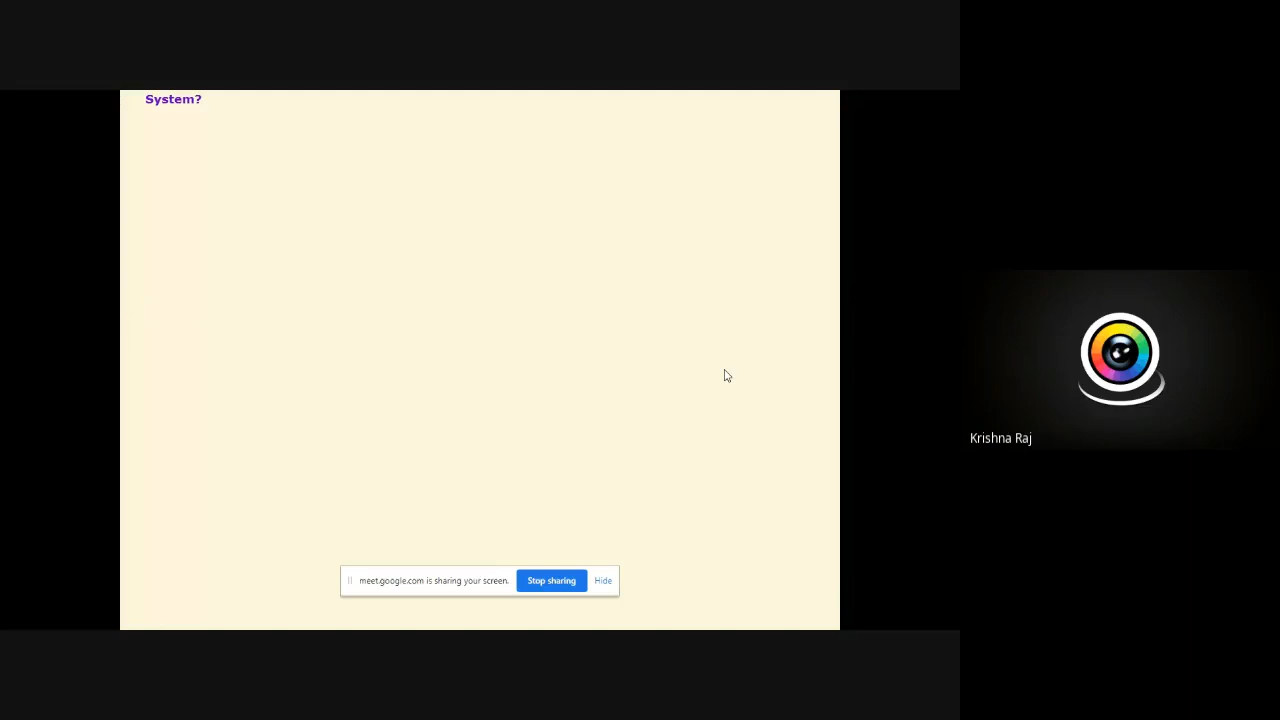 System?
meet.google.com is sharing your screen.
Stop sharing
Hide
Krishna Raj